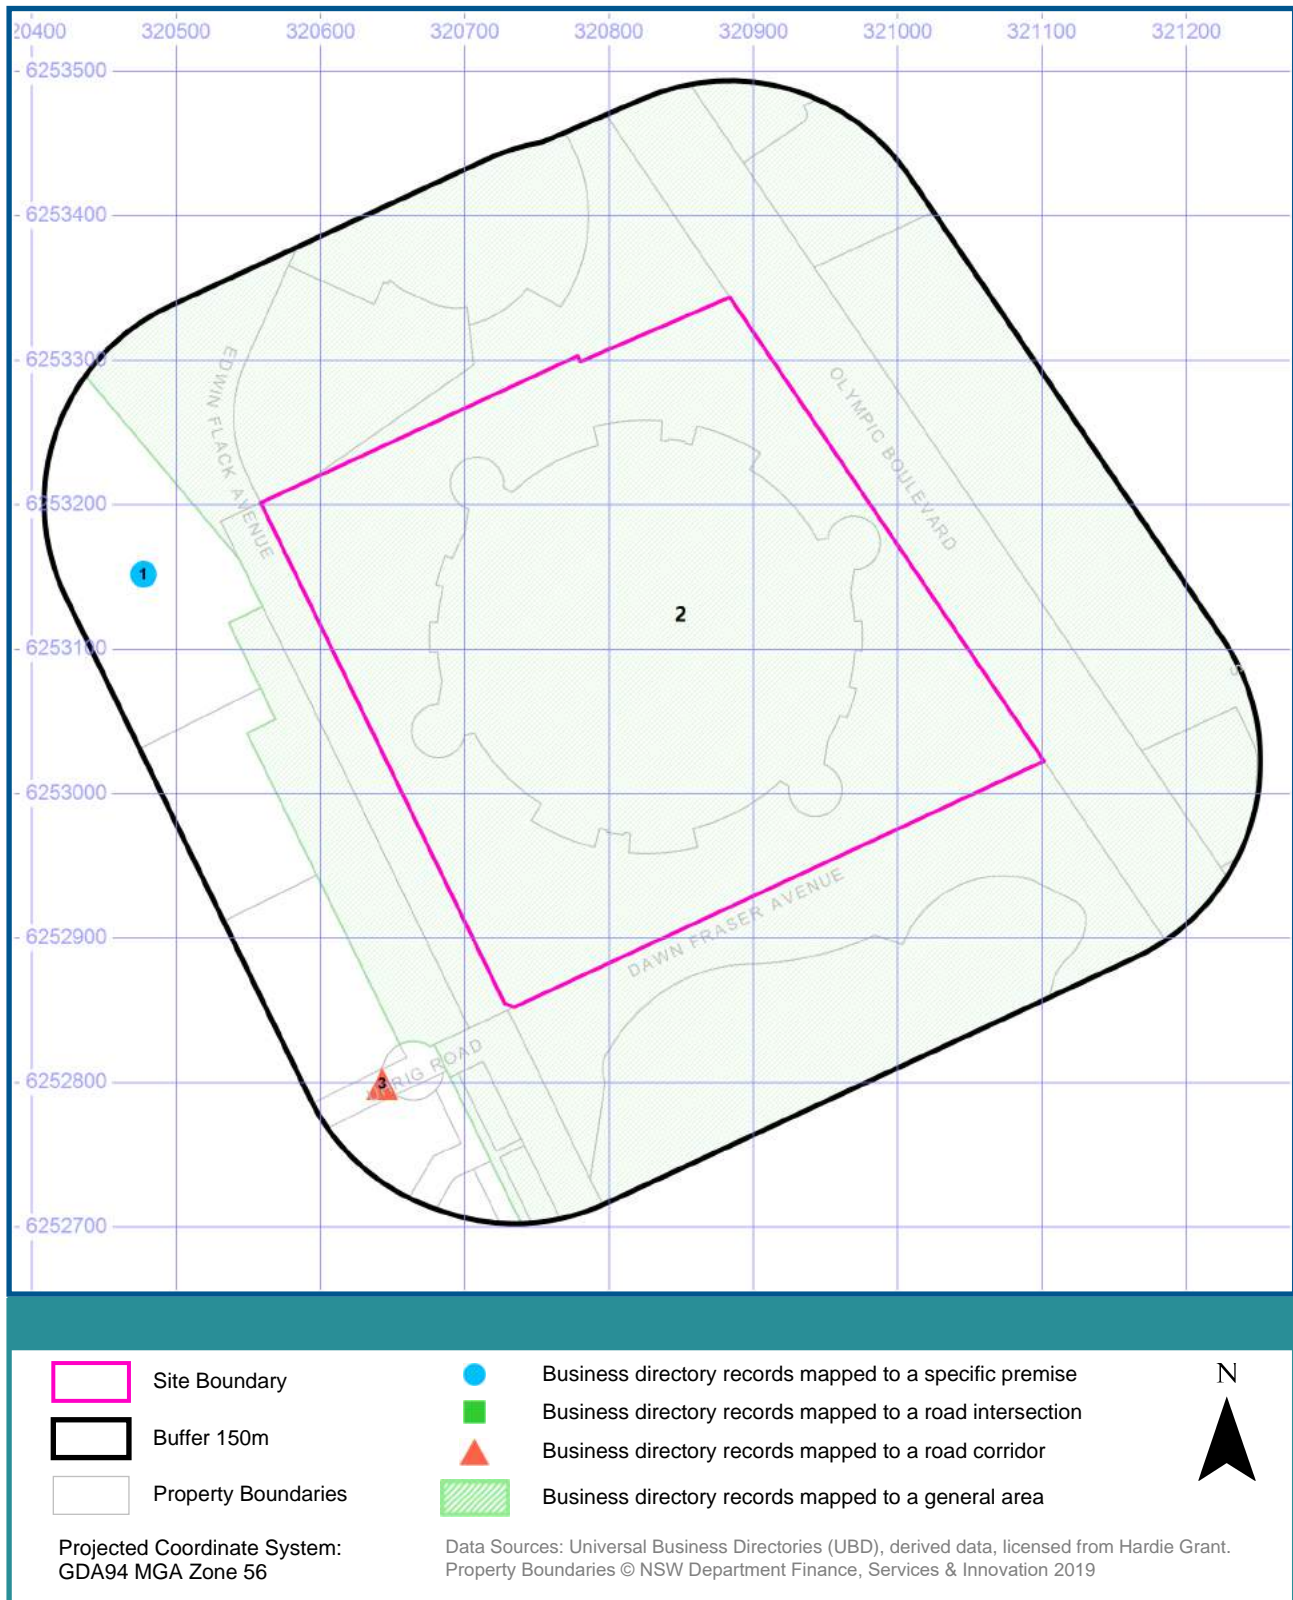 20400 320500 320600 320700 320800 320900 321000 321100 321200
6253500
6253400
6253300
EDWIN FLACK AVENUE
OLYMPIC BOULEVARD
6253200
1
2
6253100
6253000
DAWN FRASER AVENUE
6252900
RIG ROAD
3
6252800
6252700
Site Boundary
Buffer 150m
Property Boundaries
Projected Coordinate System:
GDA94 MGA Zone 56
Business directory records mapped to a specific premise
Business directory records mapped to a road intersection
Business directory records mapped to a road corridor
Business directory records mapped to a general area
N
Data Sources: Universal Business Directories (UBD), derived data, licensed from Hardie Grant.
Property Boundaries © NSW Department Finance, Services & Innovation 2019